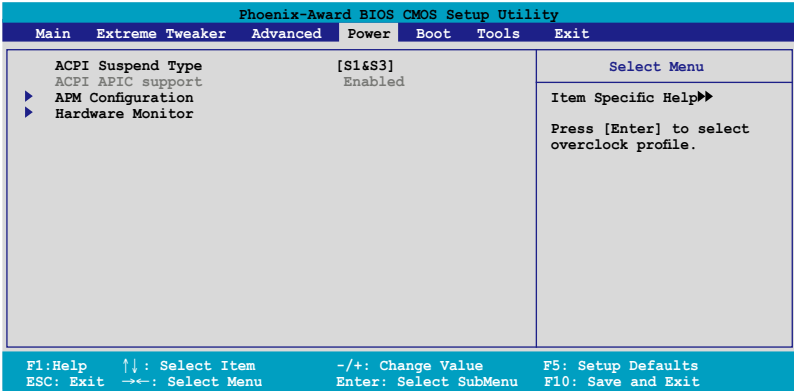 Phoenix-Award BIOS CMOS Setup Utility
Main Extreme Tweaker Advanced Power Boot Tools Exit
ACPI Suspend Type [S1&S3]
ACPI APIC support Enabled
APM Configuration
Hardware Monitor
Select Menu
Item Specific Help
Press [Enter] to select
overclock profile.
F1:Help ↑↓: Select Item -/+: Change Value F5: Setup Defaults
ESC: Exit →←: Select Menu Enter: Select SubMenu F10: Save and Exit